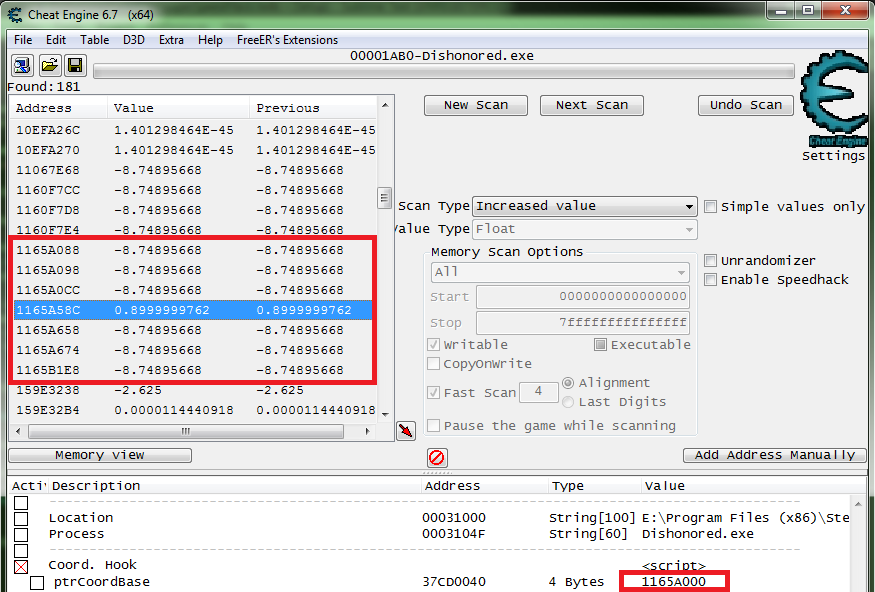 Cheat Engine 6.7 (x64)
File Edit Table D3D Extra Help FreeER's Extensions
00001AB0-Dishonored.exe
Found:181
Address Value Previous
10EFA26C 1.401298464E-45 1.401298464E-45
10EFA270 1.401298464E-45 1.401298464E-45
11067E68 -8.74895668 -8.74895668
1160F7CC -8.74895668 -8.74895668
1160F7D8 -8.74895668 -8.74895668
1160F7E4 -8.74895668 -8.74895668
1165A088 -8.74895668 -8.74895668
1165A098 -8.74895668 -8.74895668
1165A0CC -8.74895668 -8.74895668
1165A58C 0.8999999762 0.8999999762
1165A658 -8.74895668 -8.74895668
1165A674 -8.74895668 -8.74895668
1165B1E8 -8.74895668 -8.74895668
159E3238 -2.625 -2.625
159E32B4 0.0000114440918 0.0000114440918
New Scan Next Scan Undo Scan
Cheat Engine
Settings
Scan Type Increased value Simple values only
Value Type Float
Memory Scan Options
All
Unrandomizer
Enable Speedhack
Start 0000000000000000
Stop 7fffffffffffffff
Writable Executable
CopyOnWrite
Fast Scan 4 Alignment
Last Digits
Pause the game while scanning
Memory view Add Address Manually
Acti Description Address Type Value
Location 00031000 String[100] E:\Program Files (x86)\Ste
Process 0003104F String[60] Dishonored.exe
Coord. Hook <script>
ptrCoordBase 37CD0040 4 Bytes 1165A000